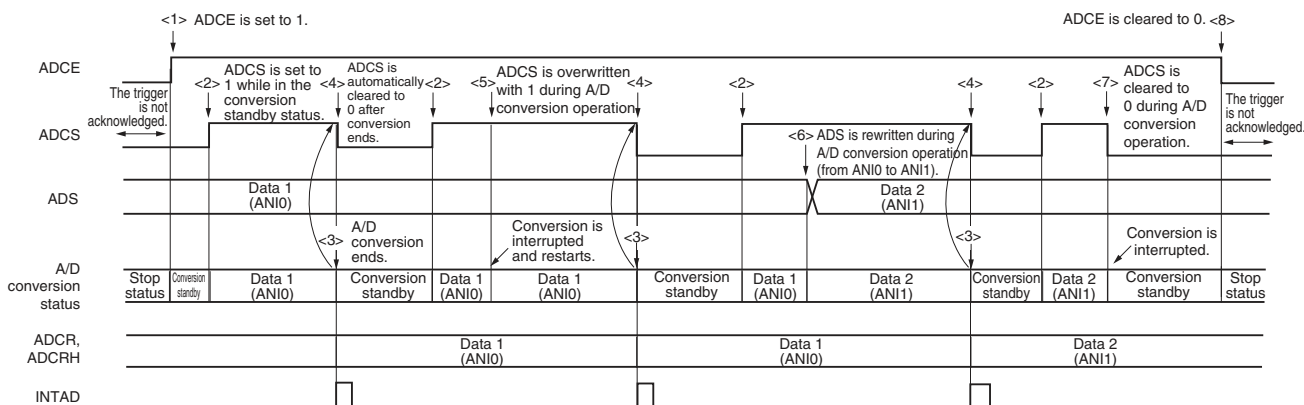 <1> ADCE is set to 1.
ADCE is cleared to 0. <8>
ADCE
The trigger
is not
acknowledged.
<2>
ADCS is set to
1 while in the
conversion
standby status.
<4>
ADCS is
automatically
cleared to
0 after
conversion
ends.
<2>
<5>
ADCS is overwritten
with 1 during A/D
conversion operation
<4>
<2>
<4>
<2>
<7>
ADCS is
cleared to
0 during A/D
conversion
operation.
The trigger
is not
acknowledged.
ADCS
<6> ADS is rewritten during
A/D conversion operation
(from ANI0 to ANI1).
ADS
Data 1
(ANI0)
Data 2
(ANI1)
<3>
A/D
conversion
ends.
Conversion is
interrupted
and restarts.
<3>
<3>
Conversion is
interrupted.
A/D
conversion
status
Stop
status
Conversion
standby
Data 1
(ANI0)
Conversion
standby
Data 1
(ANI0)
Data 1
(ANI0)
Conversion
standby
Data 1
(ANI0)
Data 2
(ANI1)
Conversion
standby
Data 2
(ANI1)
Conversion
standby
Stop
status
ADCR,
ADCRH
Data 1
(ANI0)
Data 1
(ANI0)
Data 2
(ANI1)
INTAD